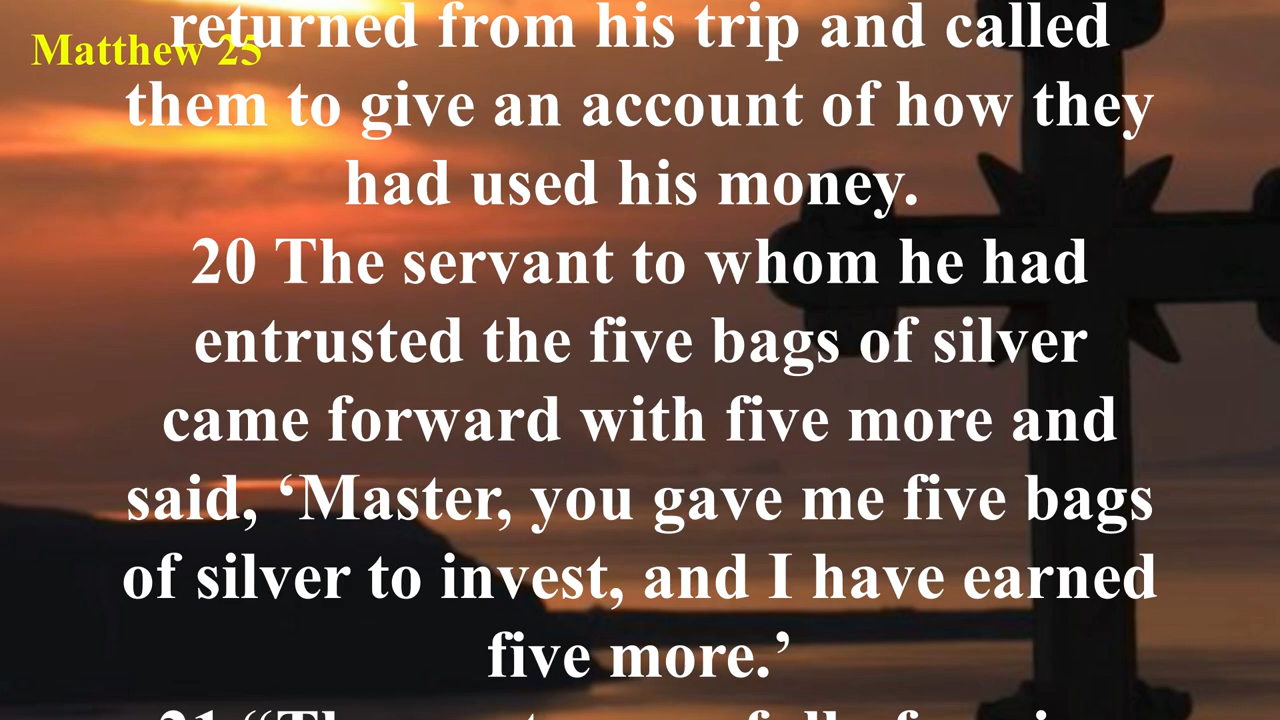 Matthew 25
returned from his trip and called
them to give an account of how they
had used his money.
20 The servant to whom he had
entrusted the five bags of silver
came forward with five more and
said, ‘Master, you gave me five bags
of silver to invest, and I have earned
five more.’
21 “The